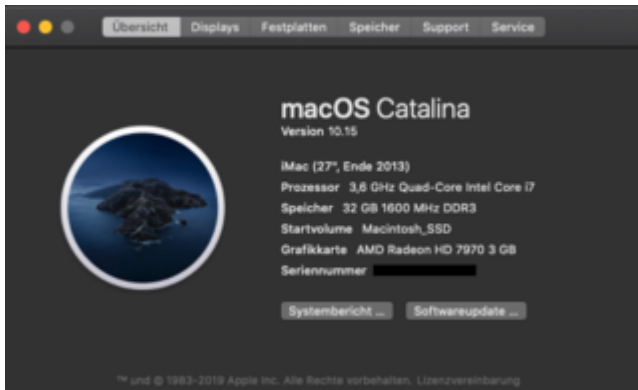 Übersicht Displays Festplatten Speicher Support Service
macOS Catalina
Version 10.15
iMac (27", Ende 2013)
Prozessor 3,6 GHz Quad-Core Intel Core i7
Speicher 32 GB 1600 MHz DDR3
Startvolume Macintosh_SSD
Grafikkarte AMD Radeon HD 7970 3 GB
Seriennummer
Systembericht ... Softwareupdate ...
™ und © 1983-2019 Apple Inc. Alle Rechte vorbehalten. Lizenzvereinbarung